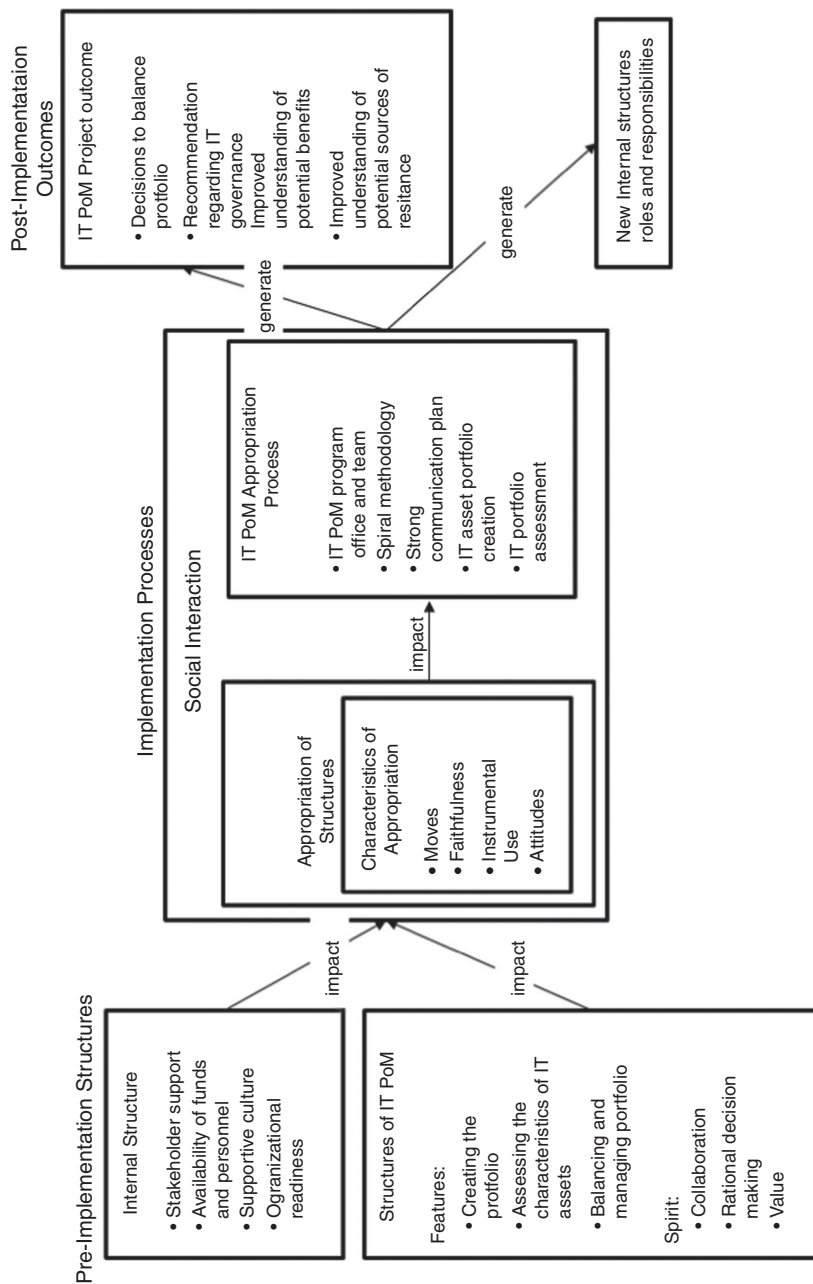 Pre-Implementation Structures
Internal Structure
• Stakeholder support
• Availability of funds
and personnel
• Supportive culture
• Ogranizational
readiness
Structures of IT PoM
Features:
• Creating the
protfolio
• Assessing the
characteristics of IT
assets
• Balancing and
managing portfolio
Spirit:
• Collaboration
• Rational decision
making
• Value
impact
impact
Implementation Processes
Social Interaction
Appropriation of
Structures
Characteristics of
Appropriation
• Moves
• Faithfulness
• Instrumental
Use
• Attitudes
impact
IT PoM Appropriation
Process
• IT PoM program
office and team
• Spiral methodology
• Strong
communication plan
• IT asset portfolio
creation
• IT portfolio
assessment
generate
generate
Post-Implementataion
Outcomes
IT PoM Project outcome
• Decisions to balance
protfolio
• Recommendation
regarding IT
governance
Improved
understanding of
potential benefits
• Improved
understanding of
potential sources of
resitance
New Internal structures
roles and responsibilities